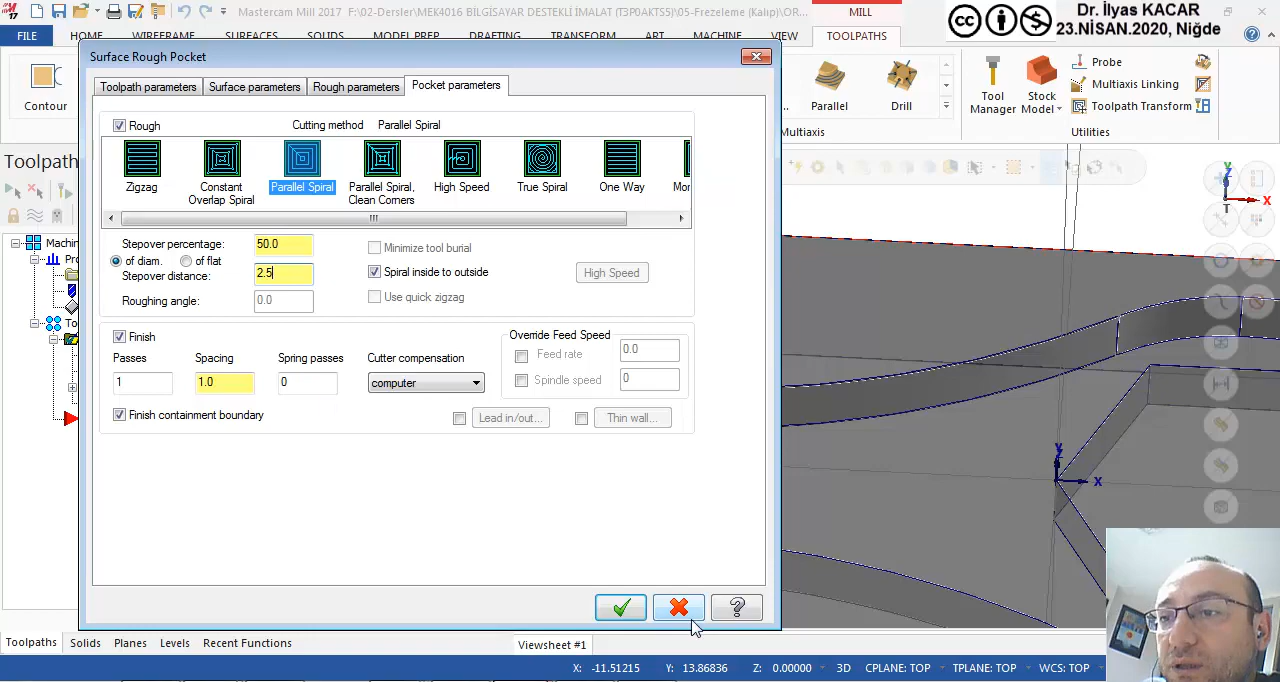 Mastercam Mill 2017 F:\02-Dersler\MEK4016 BİLGİSAYAR DESTEKLİ İMALAT (T3P0AKTS5)\05-Frezeleme (Kalıp)\OR...
MILL
cc
Dr. İlyas KACAR
23.NİSAN.2020, Niğde
FILE
HOME
WIREFRAME
SURFACES
SOLIDS
MODEL
DRAFTING
TRANSFORM
ART
MACHINE
VIEW
TOOLPATHS
Contour
Parallel
Drill
Tool Manager
Stock Model
Probe
Multiaxis Linking
Toolpath Transform
Multiaxis
Utilities
Toolpath
Surface Rough Pocket
Toolpath parameters
Surface parameters
Rough parameters
Pocket parameters
Rough
Cutting method
Parallel Spiral
Zigzag
Constant Overlap Spiral
Parallel Spiral
Parallel Spiral, Clean Corners
High Speed
True Spiral
One Way
Stepover percentage:
50.0
of diam.
of flat
Stepover distance:
2.5
Roughing angle:
0.0
Minimize tool burial
Spiral inside to outside
Use quick zigzag
High Speed
Finish
Passes
1
Spacing
1.0
Spring passes
0
Cutter compensation
computer
Override Feed Speed
Feed rate
0.0
Spindle speed
0
Finish containment boundary
Lead in/out...
Thin wall...
Machin
Pro
To
Y
Z
X
T
Y
Z
X
Toolpaths
Solids
Planes
Levels
Recent Functions
Viewsheet #1
X: -11.51215
Y: 13.86836
Z: 0.00000
3D
CPLANE: TOP
TPLANE: TOP
WCS: TOP